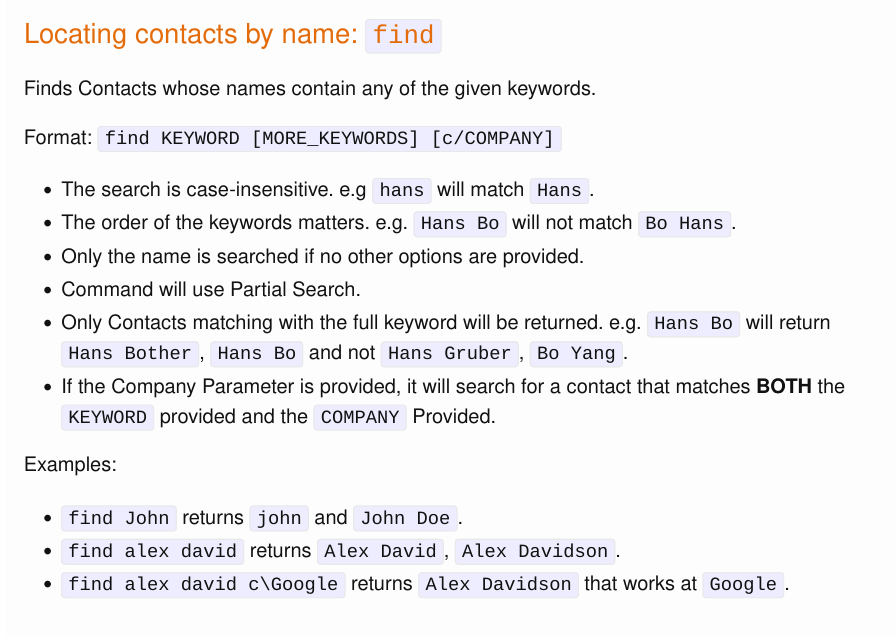 Locating contacts by name: find
Finds Contacts whose names contain any of the given keywords.
Format: find KEYWORD [MORE_KEYWORDS] [c/COMPANY]
• The search is case-insensitive. e.g hans will match Hans.
• The order of the keywords matters. e.g. Hans Bo will not match Bo Hans.
• Only the name is searched if no other options are provided.
• Command will use Partial Search.
• Only Contacts matching with the full keyword will be returned. e.g. Hans Bo will return
Hans Bother, Hans Bo and not Hans Gruber, Bo Yang.
• If the Company Parameter is provided, it will search for a contact that matches BOTH the
KEYWORD provided and the COMPANY Provided.
Examples:
• find John returns john and John Doe.
• find alex david returns Alex David, Alex Davidson.
• find alex david c\Google returns Alex Davidson that works at Google.